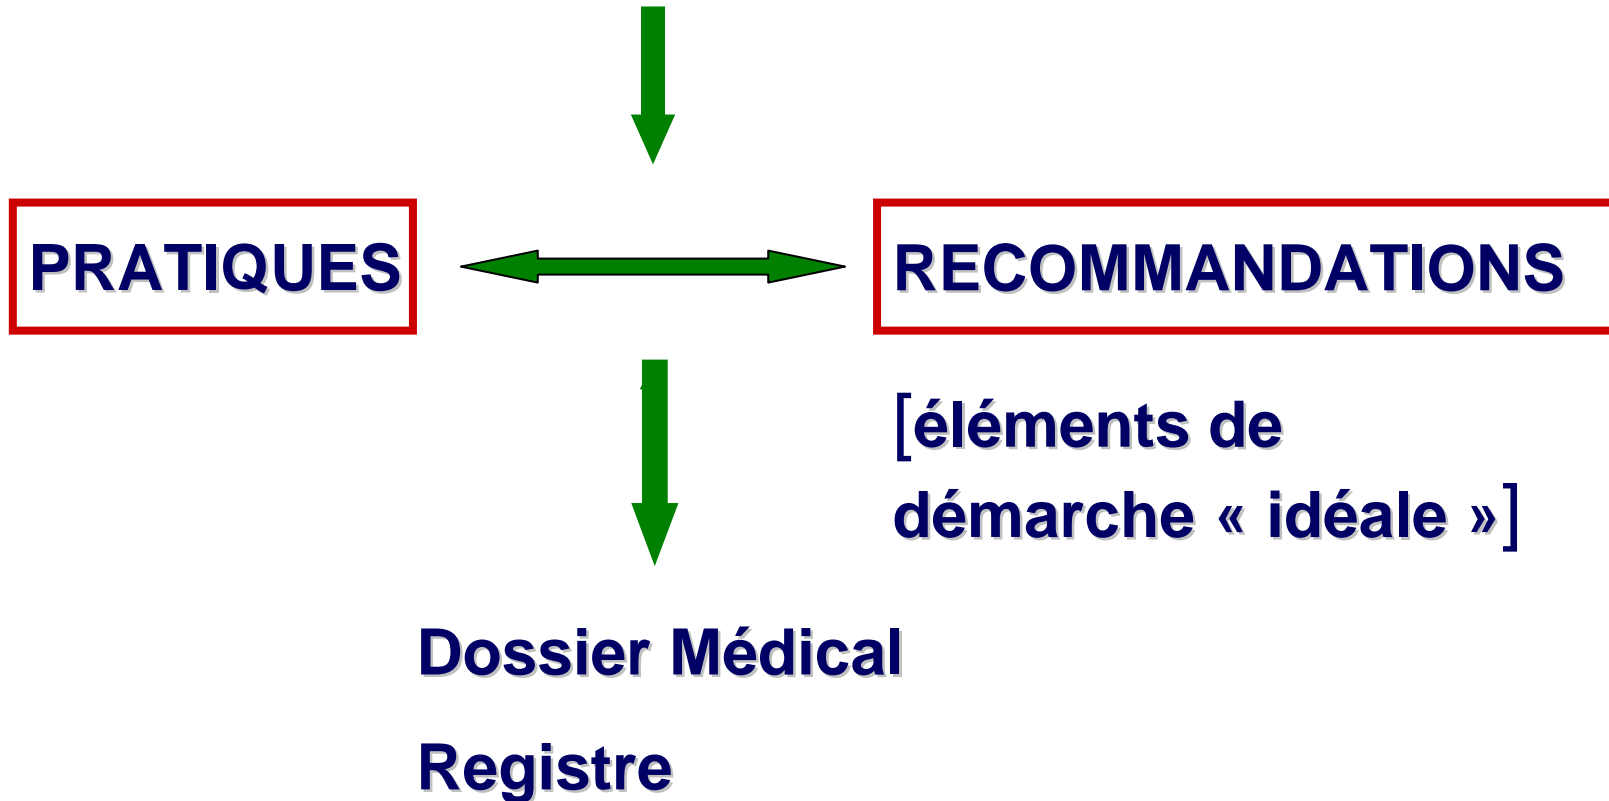 PRATIQUES
RECOMMANDATIONS
[éléments de
démarche « idéale »]
Dossier Médical
Registre